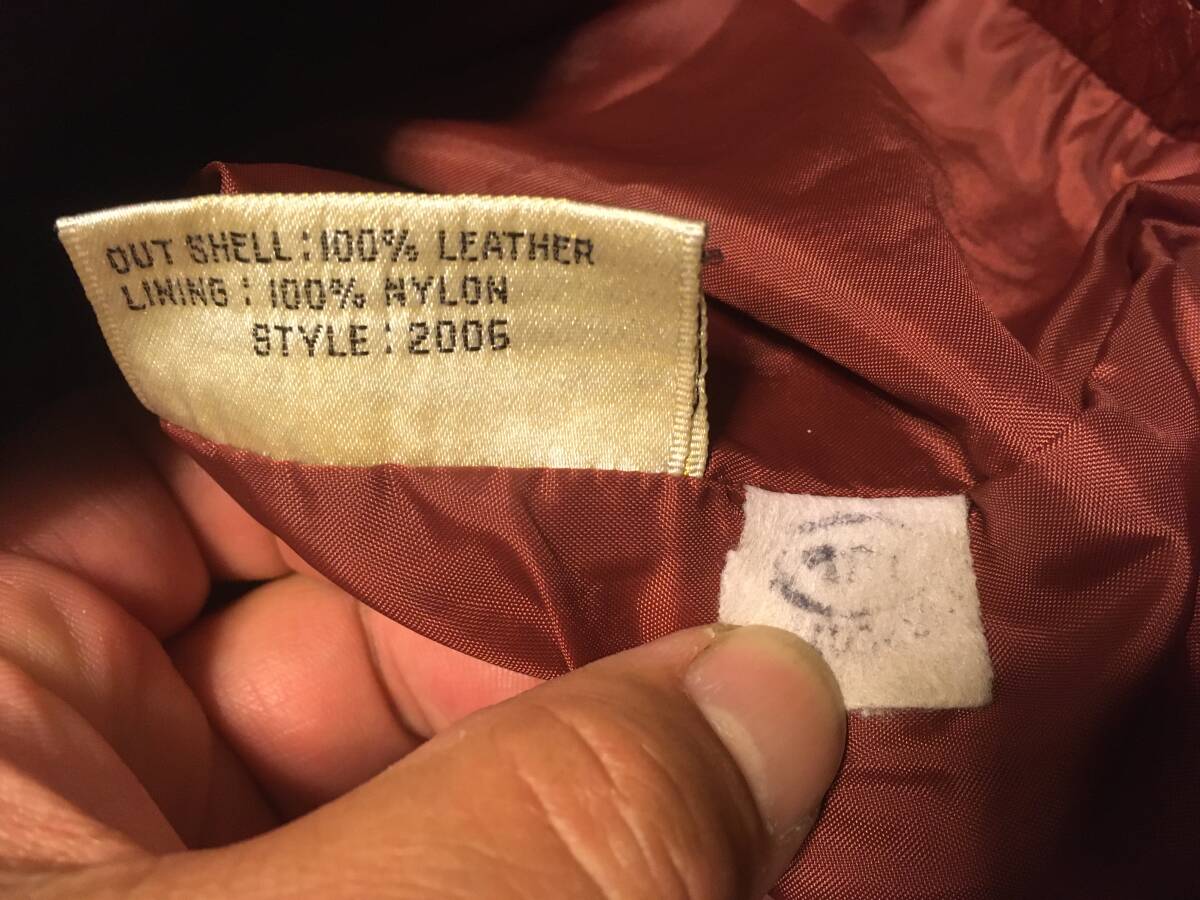 OUT SHELL:100% LEATHER
LINING: 100% NYLON
STYLE: 2006